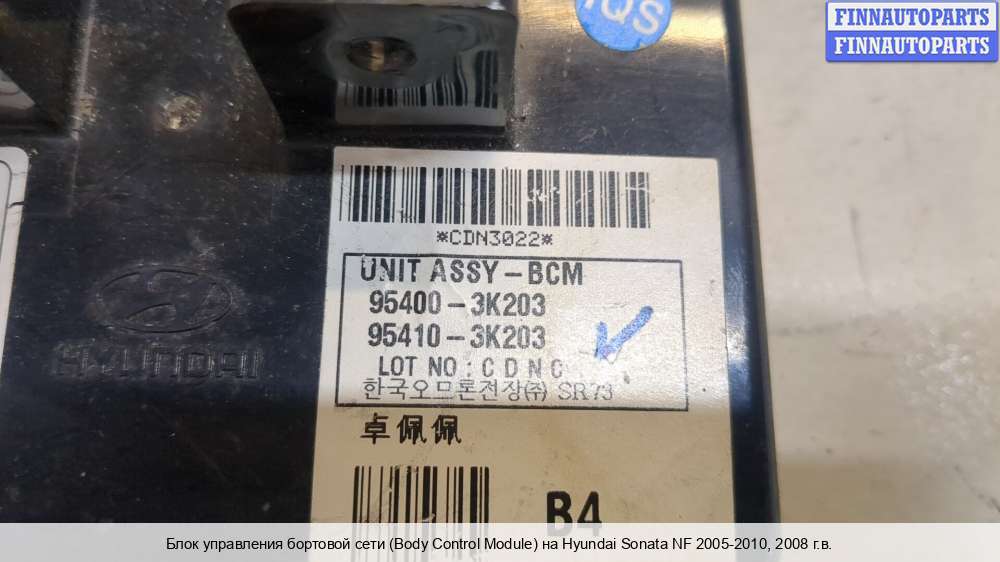 IQS
FINNAUTOPARTS
FINNAUTOPARTS
*CDN3022*
UNIT ASSY-BCM
95400-3K203
95410-3K203
LOT NO : C D N C
한국오므론전장㈜ SR73
HYUNDAI
卓佩佩
B4
Блок управления бортовой сети (Body Control Module) на Hyundai Sonata NF 2005-2010, 2008 г.в.